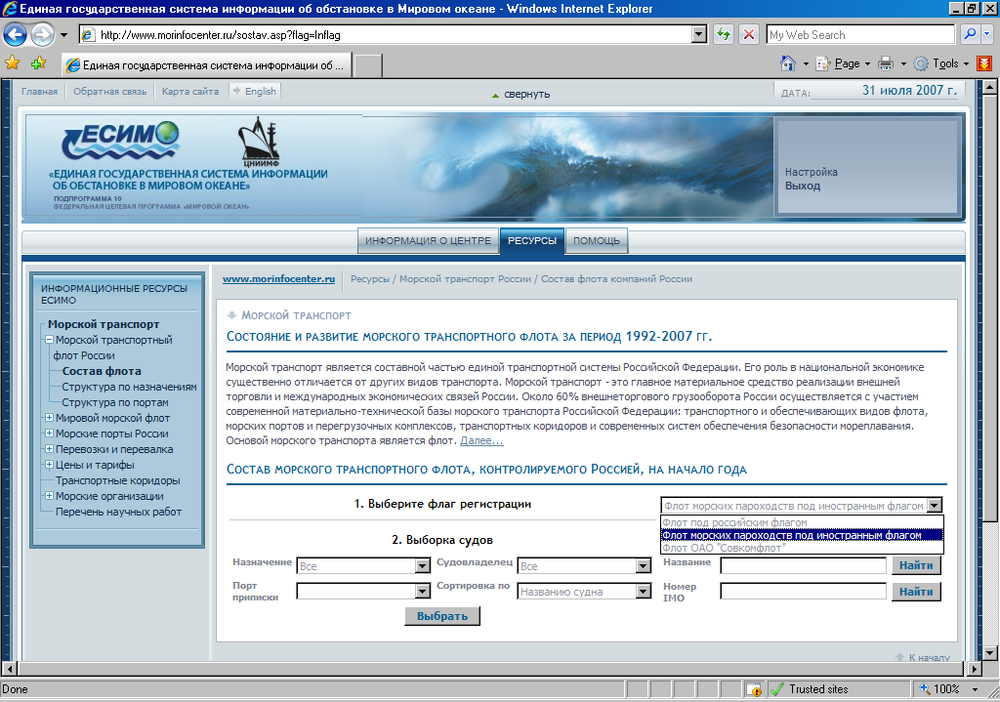 Единая государственная система информации об обстановке в Мировом океане - Windows Internet Explorer
http://www.morinfocenter.ru/sostav.asp?flag=Inflag
My Web Search
Единая государственная система информации об ...
Page
Tools
Главная
Обратная связь
Карта сайта
English
свернуть
ДАТА:
31 июля 2007 г.
ЕСИМО
ЦНИИМФ
«ЕДИНАЯ ГОСУДАРСТВЕННАЯ СИСТЕМА ИНФОРМАЦИИ
ОБ ОБСТАНОВКЕ В МИРОВОМ ОКЕАНЕ»
ПОДПРОГРАММА 10
ФЕДЕРАЛЬНАЯ ЦЕЛЕВАЯ ПРОГРАММА «МИРОВОЙ ОКЕАН»
Настройка
Выход
ИНФОРМАЦИЯ О ЦЕНТРЕ
РЕСУРСЫ
ПОМОЩЬ
ИНФОРМАЦИОННЫЕ РЕСУРСЫ
ЕСИМО
Морской транспорт
Морской транспортный
флот России
Состав флота
Структура по назначениям
Структура по портам
Мировой морской флот
Морские порты России
Перевозки и перевалка
Цены и тарифы
Транспортные коридоры
Морские организации
Перечень научных работ
www.morinfocenter.ru
Ресурсы / Морской транспорт России / Состав флота компаний России
Морской транспорт
Состояние и развитие морского транспортного флота за период 1992-2007 гг.
Морской транспорт является составной частью единой транспортной системы Российской Федерации. Его роль в национальной экономике
существенно отличается от других видов транспорта. Морской транспорт - это главное материальное средство реализации внешней
торговли и международных экономических связей России. Около 60% внешнеторгового грузооборота России осуществляется с участием
современной материально-технической базы морского транспорта Российской Федерации: транспортного и обеспечивающих видов флота,
морских портов и перегрузочных комплексов, транспортных коридоров и современных систем обеспечения безопасности мореплавания.
Основой морского транспорта является флот. Далее...
Состав морского транспортного флота, контролируемого Россией, на начало года
1. Выберите флаг регистрации
Флот морских пароходств под иностранным флагом
Флот под российским флагом
Флот морских пароходств под иностранным флагом
Флот ОАО "Совкомфлот"
2. Выборка судов
Назначение
Все
Судовладелец
Все
Название
Найти
Порт
приписки
Сортировка по
Названию судна
Номер
IMO
Найти
Выбрать
К началу
Done
Trusted sites
100%